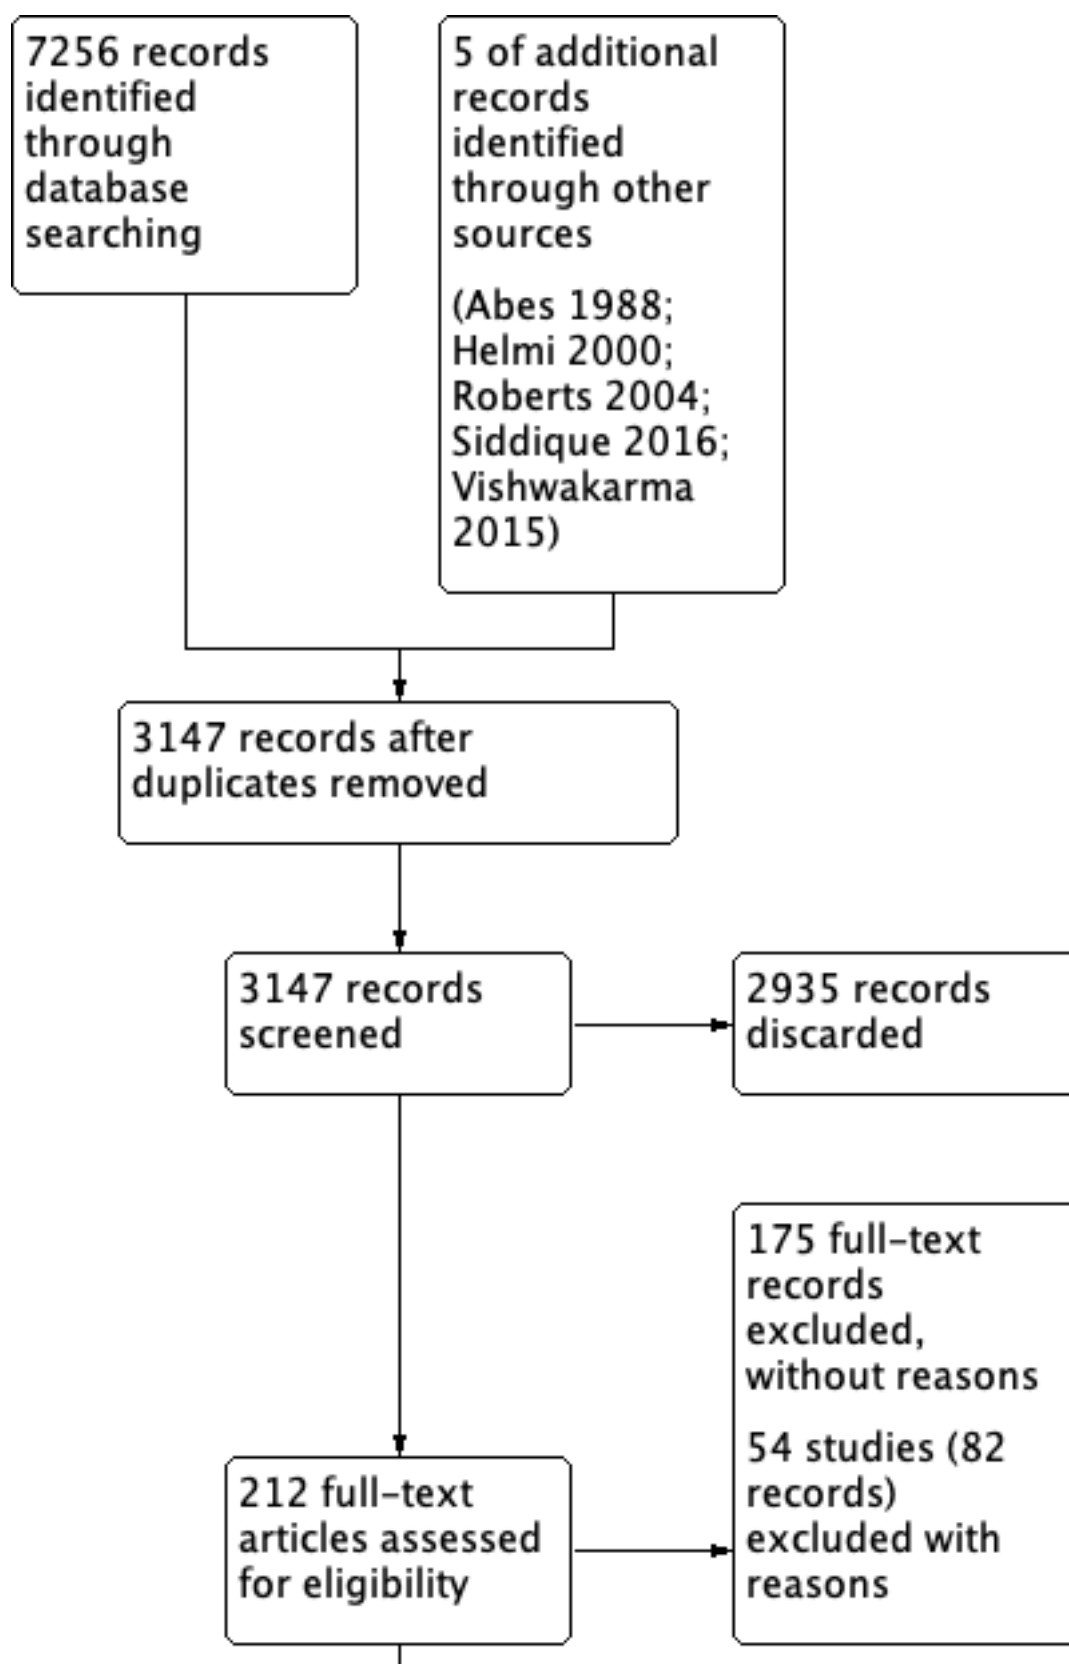 7256 records
identified
through
database
searching
5 of additional
records
identified
through other
sources
(Abes 1988;
Helmi 2000;
Roberts 2004;
Siddique 2016;
Vishwakarma
2015)
3147 records after
duplicates removed
3147 records
screened
2935 records
discarded
175 full-text
records
excluded,
without reasons
54 studies (82
records)
excluded with
reasons
212 full-text
articles assessed
for eligibility